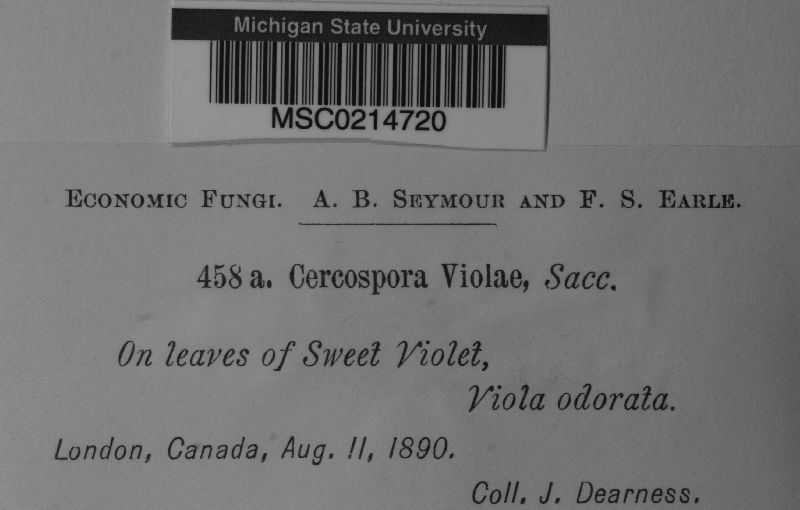 Michigan State University
MSC0214720
Economic Fungi. A. B. Seymour and F. S. Earle.
458 a. Cercospora Violae, Sacc.
On leaves of Sweet Violet,
Viola odorata.
London, Canada, Aug. 11, 1890.
Coll. J. Dearness.